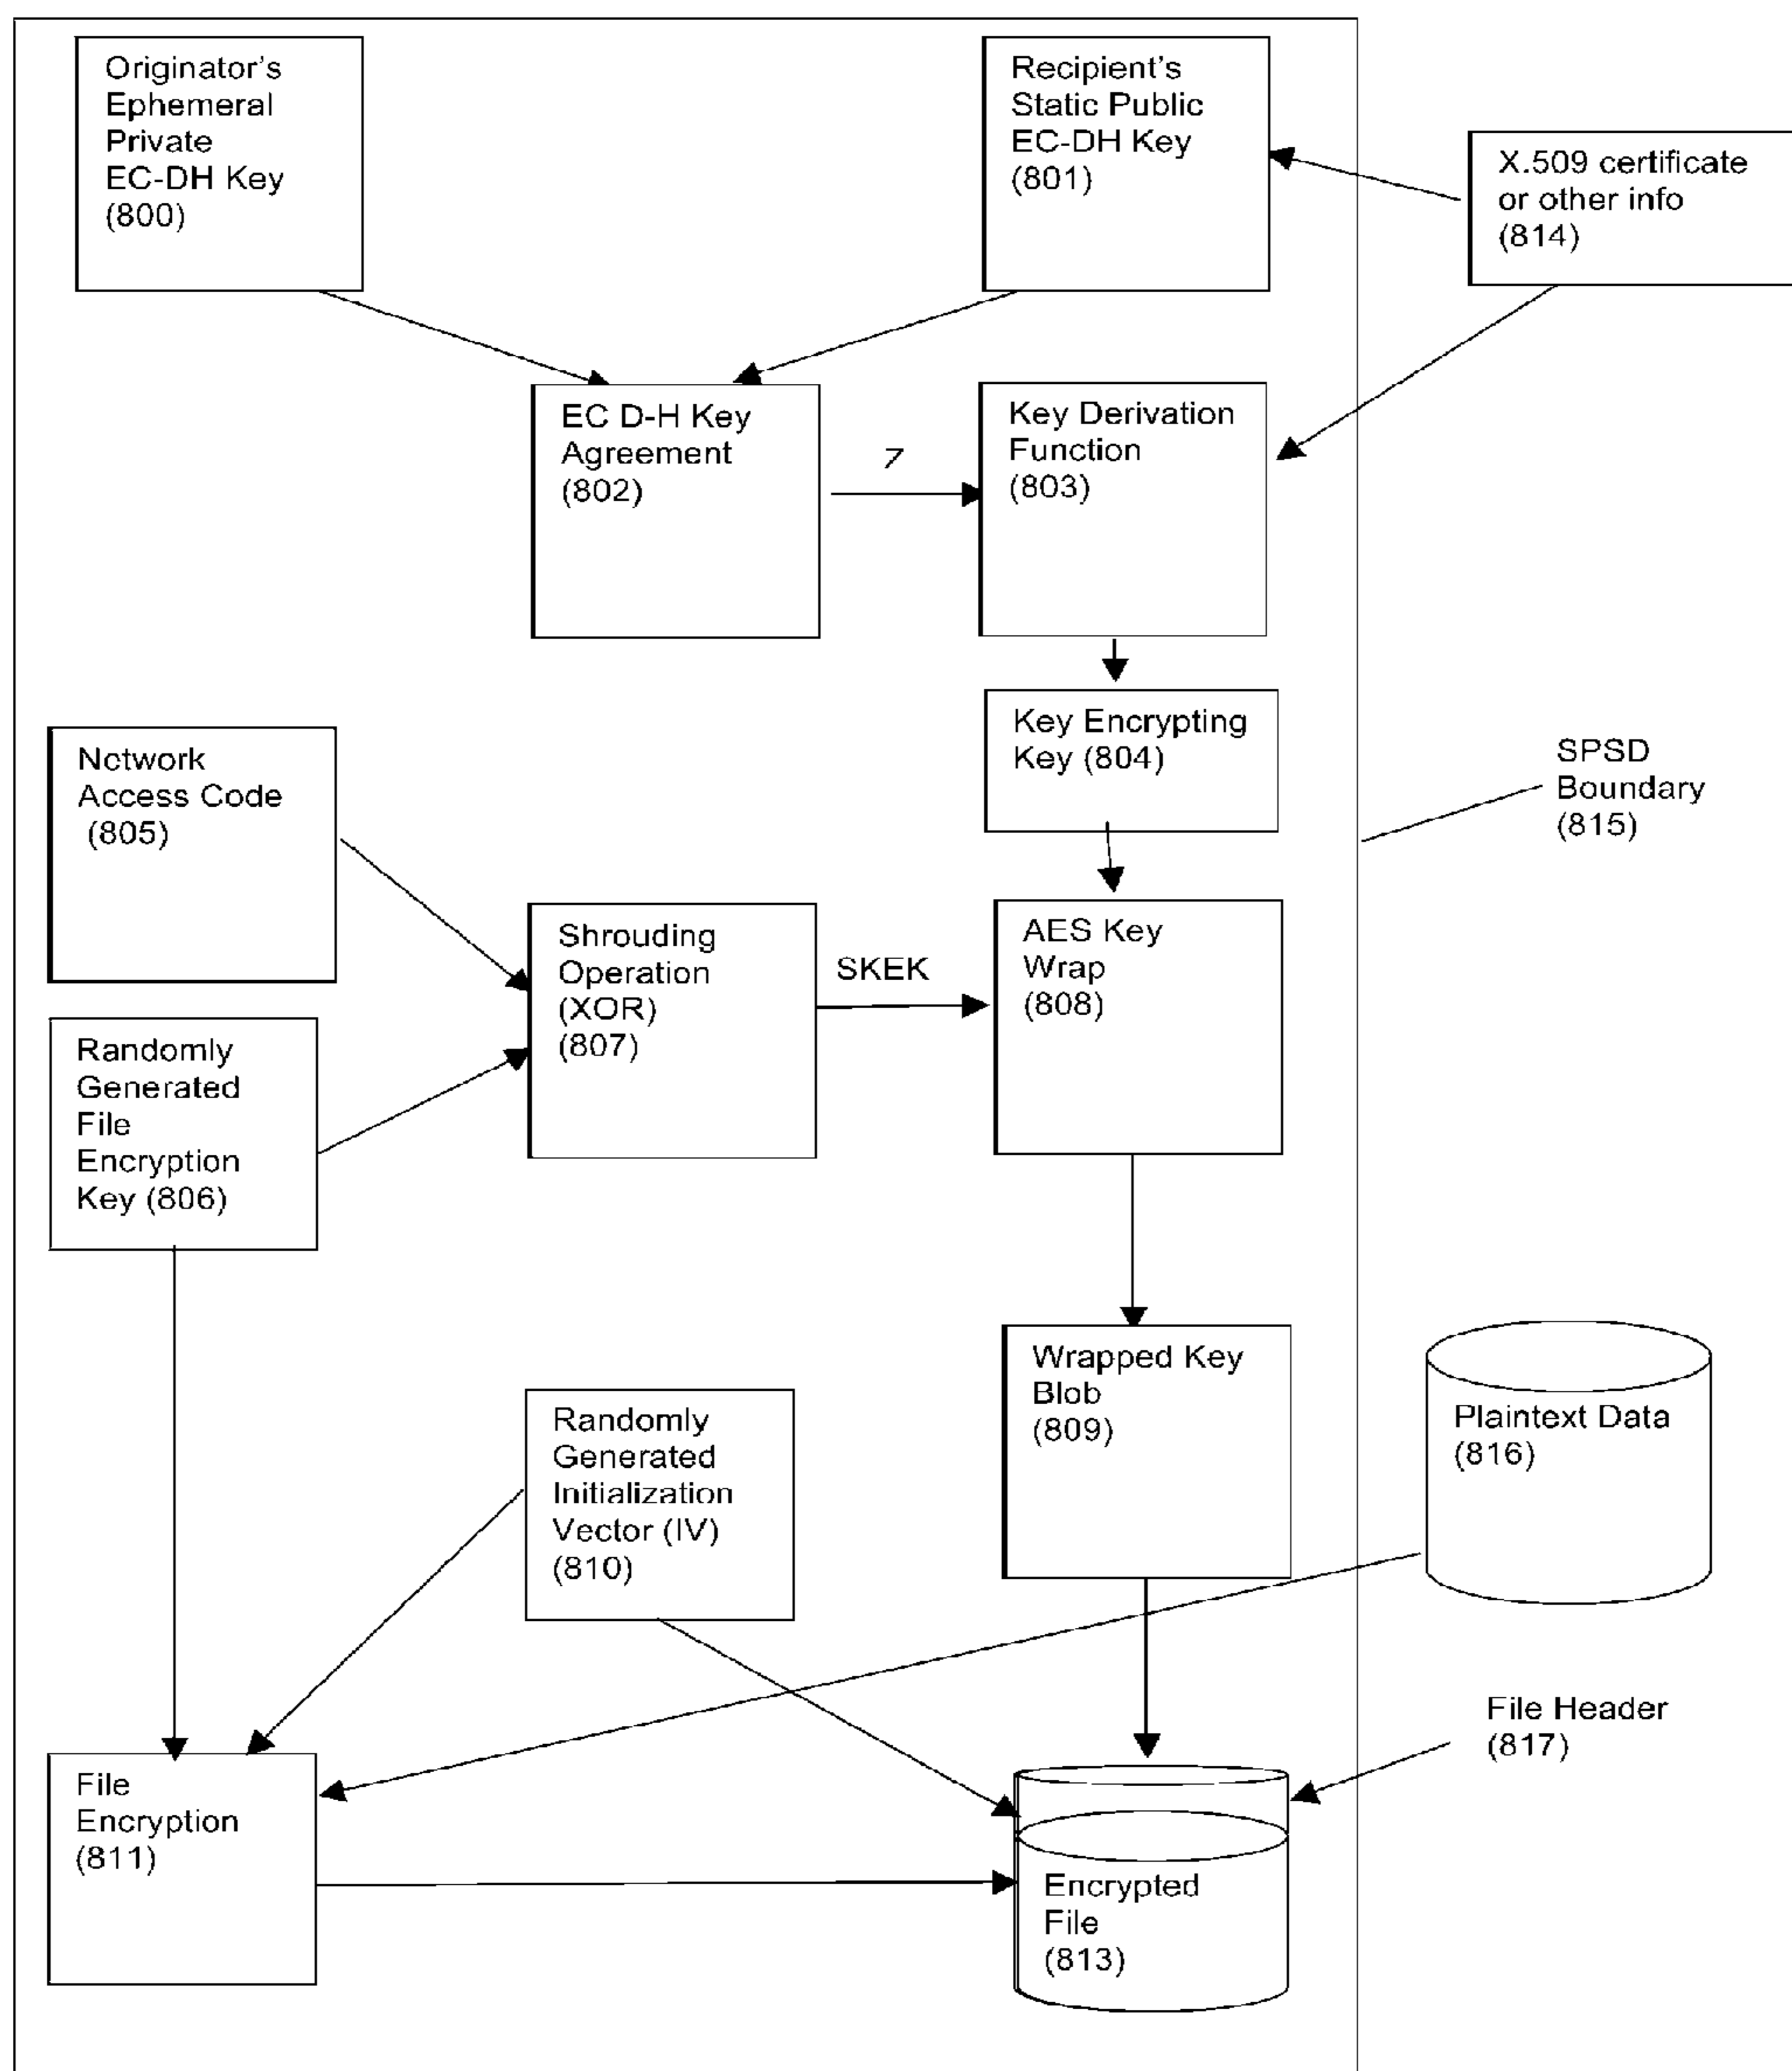 Originator's
Ephemeral
Private
EC-DH Key
(800)
Recipient's
Static Public
EC-DH Key
(801)
X.509 certificate
or other info
(814)
EC D-H Key
Agreement
(802)
Z
Key Derivation
Function
(803)
Key Encrypting
Key (804)
Network
Access Code
(805)
SPSD
Boundary
(815)
Shrouding
Operation
(XOR)
(807)
SKEK
AES Key
Wrap
(808)
Randomly
Generated
File
Encryption
Key (806)
Wrapped Key
Blob
(809)
Plaintext Data
(816)
Randomly
Generated
Initialization
Vector (IV)
(810)
File Header
(817)
File
Encryption
(811)
Encrypted
File
(813)